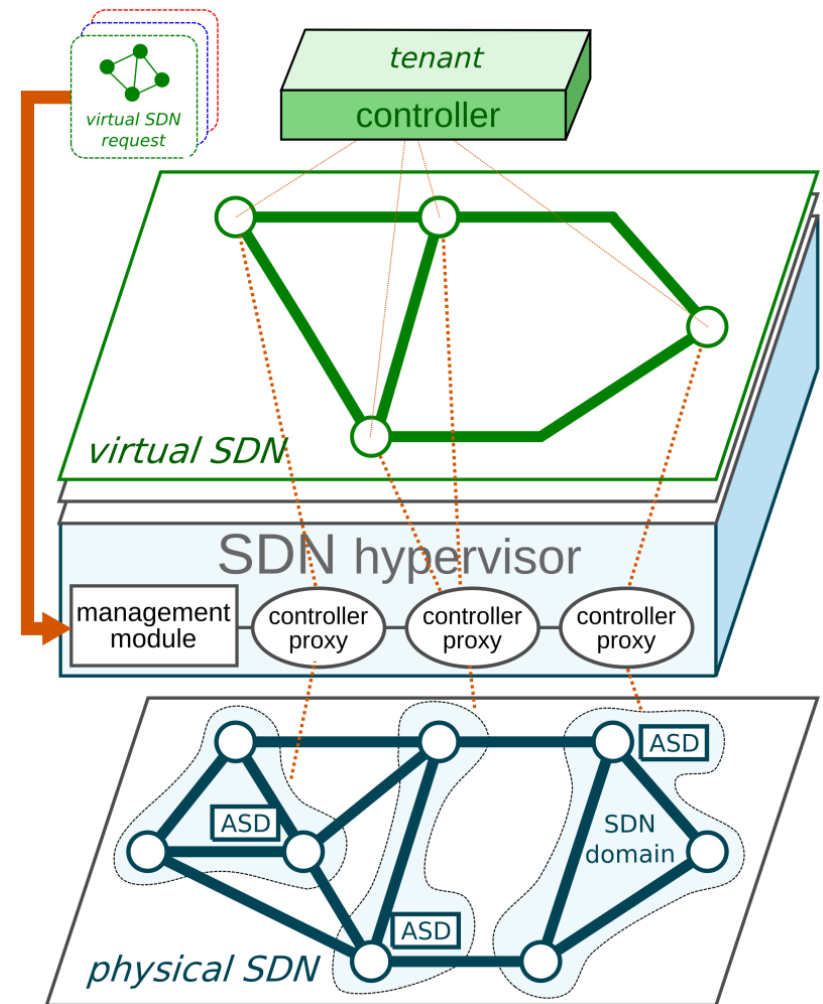 tenant
controller
virtual SDN
request
virtual SDN
SDN hypervisor
management
module
controller
proxy
controller
proxy
controller
proxy
ASD
ASD
SDN
domain
ASD
physical SDN